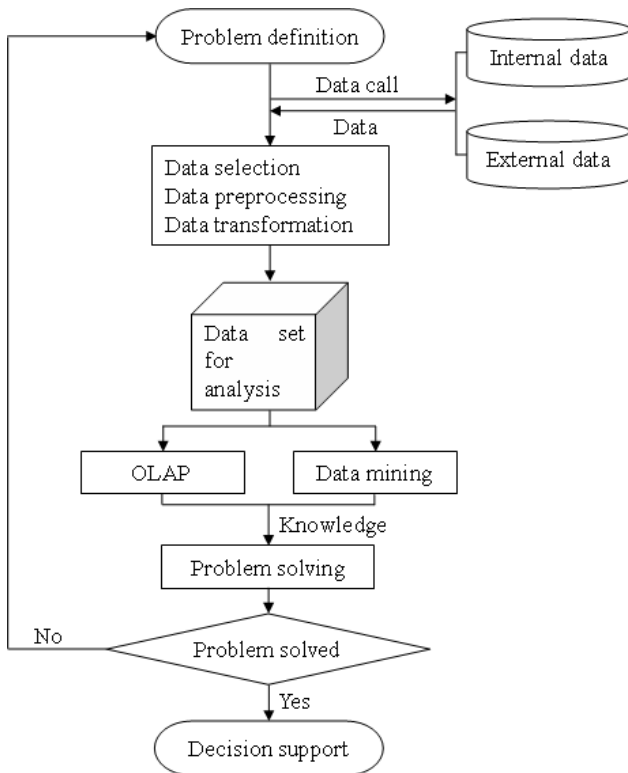 Problem definition
Internal data
Data call
Data
External data
Data selection
Data preprocessing
Data transformation
Data set
for
analysis
OLAP
Data mining
Knowledge
Problem solving
No
Problem solved
Yes
Decision support